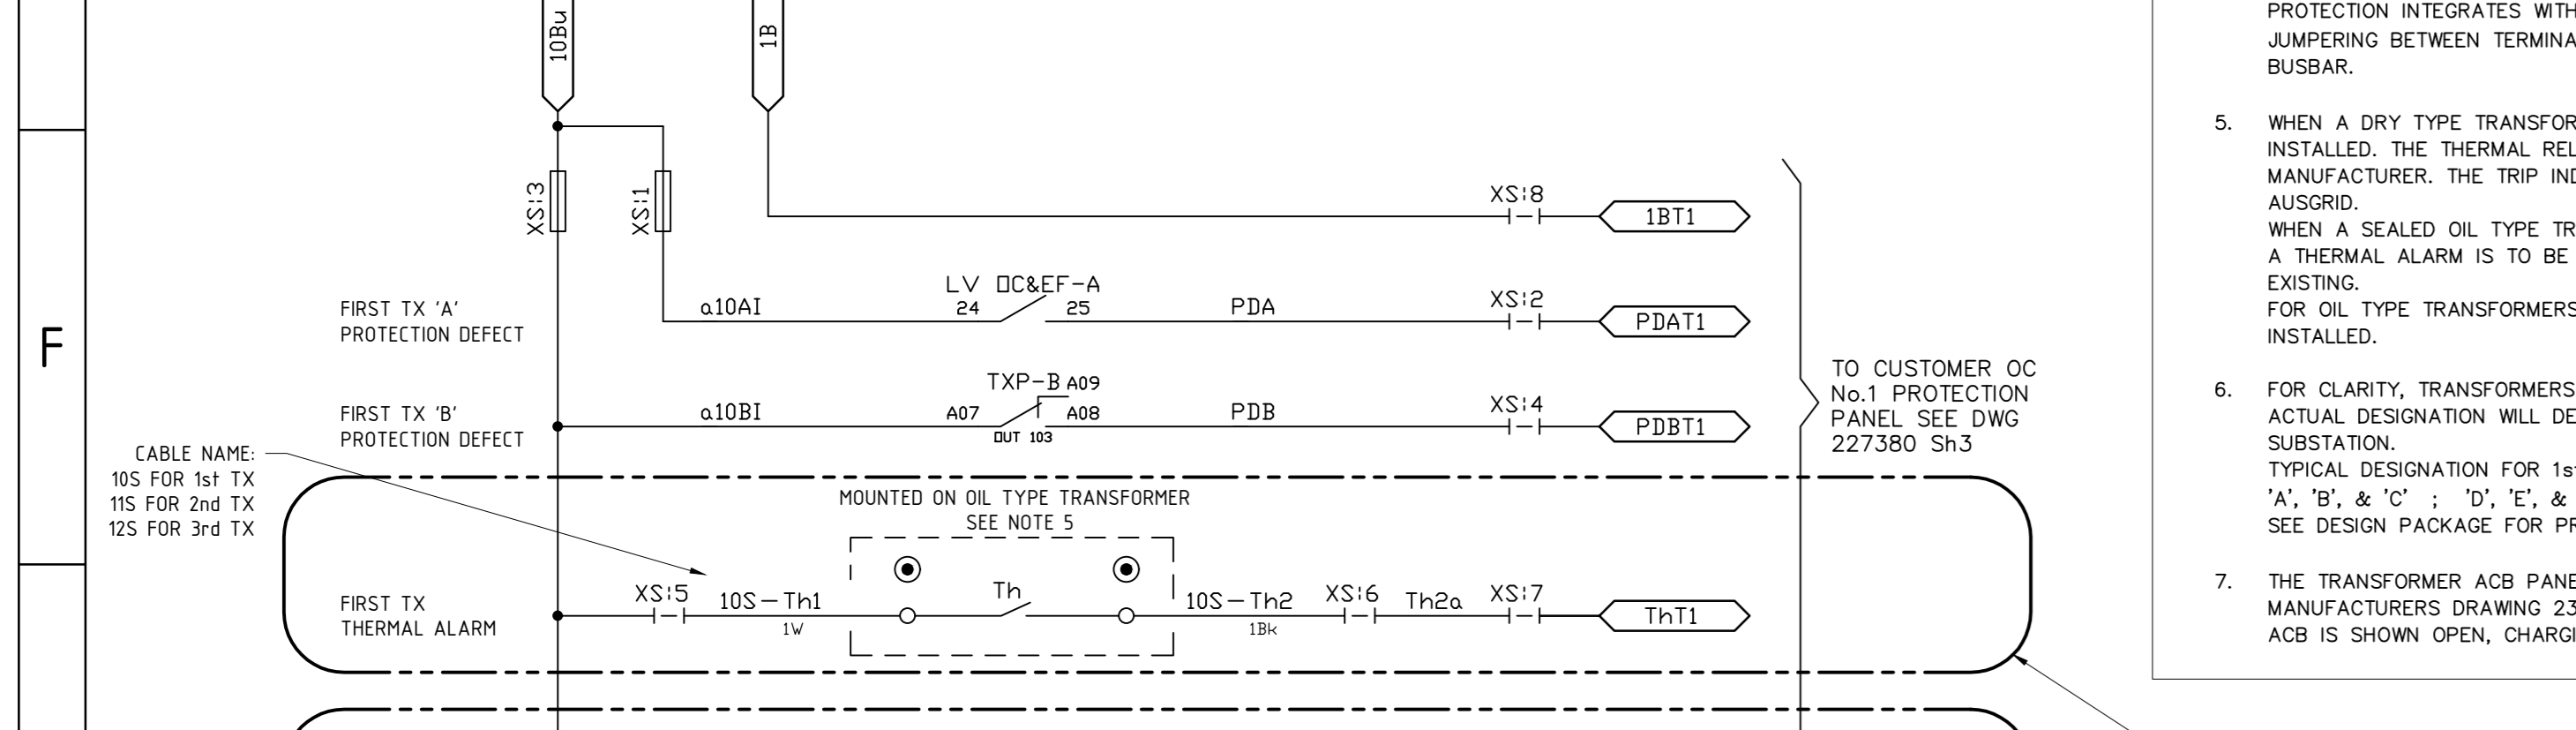 10Bu
1B
F
XS:3
XS:1
XS:8
1BT1
FIRST TX 'A'
PROTECTION DEFECT
a10AI
LV OC&EF-A
24
25
PDA
XS:2
PDAT1
FIRST TX 'B'
PROTECTION DEFECT
a10BI
TXP-B A09
A07
A08
OUT 103
PDB
XS:4
PDBT1
TO CUSTOMER OC
No.1 PROTECTION
PANEL SEE DWG
227380 Sh3
CABLE NAME:
10S FOR 1st TX
11S FOR 2nd TX
12S FOR 3rd TX
MOUNTED ON OIL TYPE TRANSFORMER
SEE NOTE 5
FIRST TX
THERMAL ALARM
XS:5
10S-Th1
1W
Th
10S-Th2
1Bk
XS:6
Th2a
XS:7
ThT1
PROTECTION INTEGRATES WITH
JUMPERING BETWEEN TERMINA
BUSBAR.
5. WHEN A DRY TYPE TRANSFOR
INSTALLED. THE THERMAL REL
MANUFACTURER. THE TRIP IND
AUSGRID.
WHEN A SEALED OIL TYPE TR
A THERMAL ALARM IS TO BE
EXISTING.
FOR OIL TYPE TRANSFORMERS
INSTALLED.
6. FOR CLARITY, TRANSFORMERS
ACTUAL DESIGNATION WILL DE
SUBSTATION.
TYPICAL DESIGNATION FOR 1st
'A', 'B', & 'C' ; 'D', 'E', &
SEE DESIGN PACKAGE FOR PR
7. THE TRANSFORMER ACB PANE
MANUFACTURERS DRAWING 23
ACB IS SHOWN OPEN, CHARGI